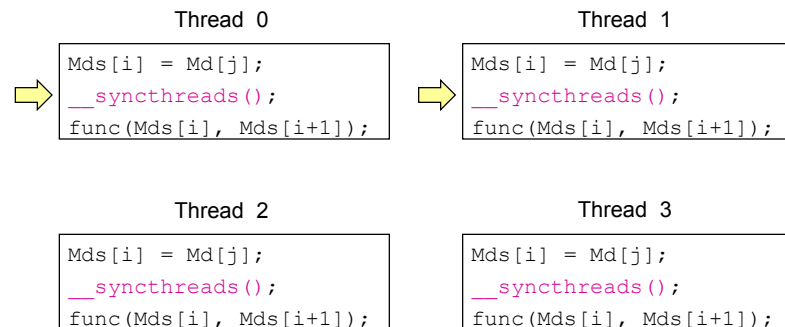 Thread 0
Thread 1
Mds[i] = Md[j];
__syncthreads();
func(Mds[i], Mds[i+1]);
Mds[i] = Md[j];
__syncthreads();
func(Mds[i], Mds[i+1]);
Thread 2
Thread 3
Mds[i] = Md[j];
__syncthreads();
func(Mds[i], Mds[i+1]);
Mds[i] = Md[j];
__syncthreads();
func(Mds[i], Mds[i+1]);